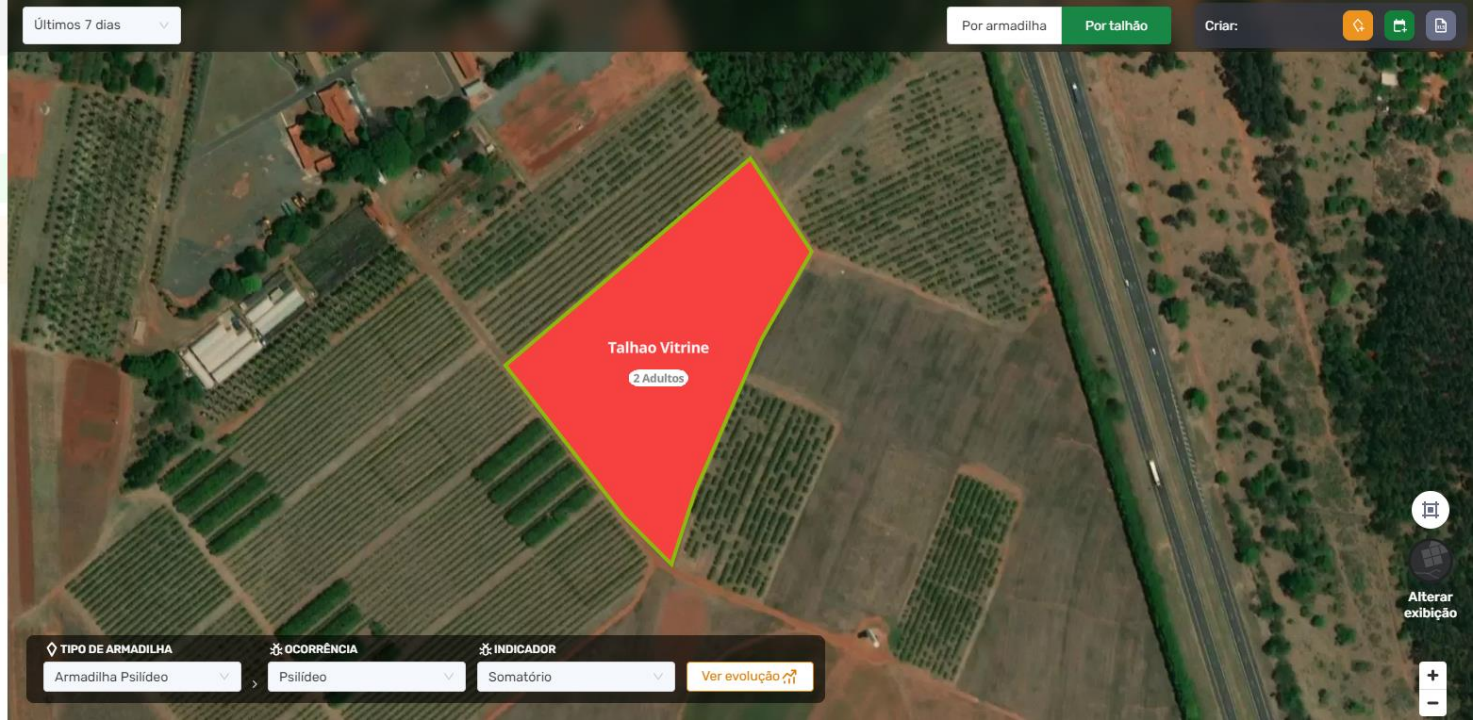 Últimos 7 dias
Por armadilha
Por talhão
Criar:
Talhao Vitrine
2 Adultos
Alterar
exibição
TIPO DE ARMADILHA
OCORRÊNCIA
INDICADOR
Armadilha Psilídeo
Psilídeo
Somatório
Ver evolução
+
−